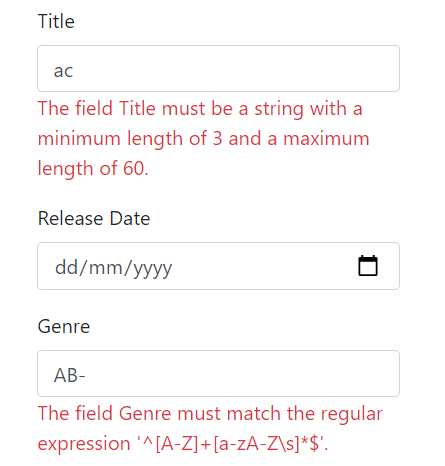 Title
ac
The field Title must be a string with a
minimum length of 3 and a maximum
length of 60.
Release Date
dd/mm/yyyy
Genre
AB-
The field Genre must match the regular
expression '^[A-Z]+[a-zA-Z\s]*$'.